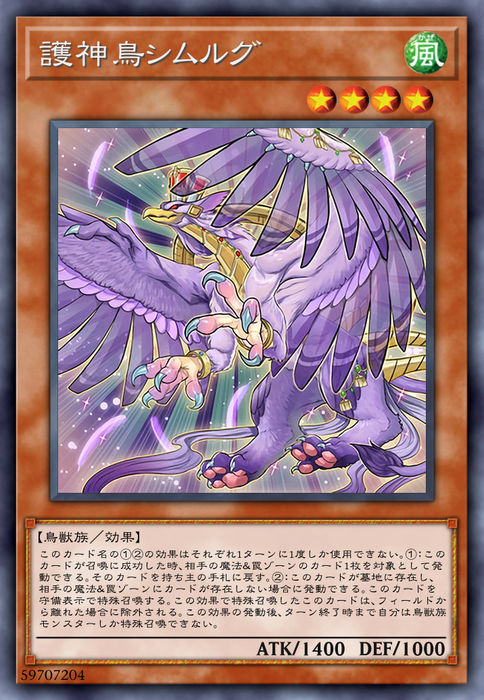 護神鳥シムルグ
かぜ
風
【鳥獣族／効果】
このカード名の①②の効果はそれぞれ1ターンに1度しか使用できない。①：この
カードが召喚に成功した時、相手の魔法&罠ゾーンのカード1枚を対象として発
動できる。そのカードを持ち主の手札に戻す。②：このカードが墓地に存在し、
相手の魔法&罠ゾーンにカードが存在しない場合に発動できる。このカードを
守備表示で特殊召喚する。この効果で特殊召喚したこのカードは、フィールドか
ら離れた場合に除外される。この効果の発動後、ターン終了時まで自分は鳥獣族
モンスターしか特殊召喚できない。
ATK/1400 DEF/1000
59707204